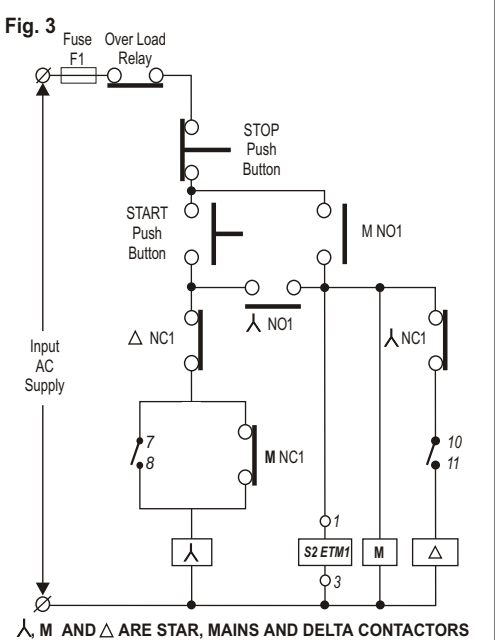 Fig. 3
Fuse
F1
Over Load
Relay
STOP
Push
Button
START
Push
Button
M NO1
⅄ NO1
△ NC1
⅄ NC1
Input
AC
Supply
7
8
M NC1
10
11
1
⅄
S2 ETM1
M
△
3
⅄, M AND △ ARE STAR, MAINS AND DELTA CONTACTORS